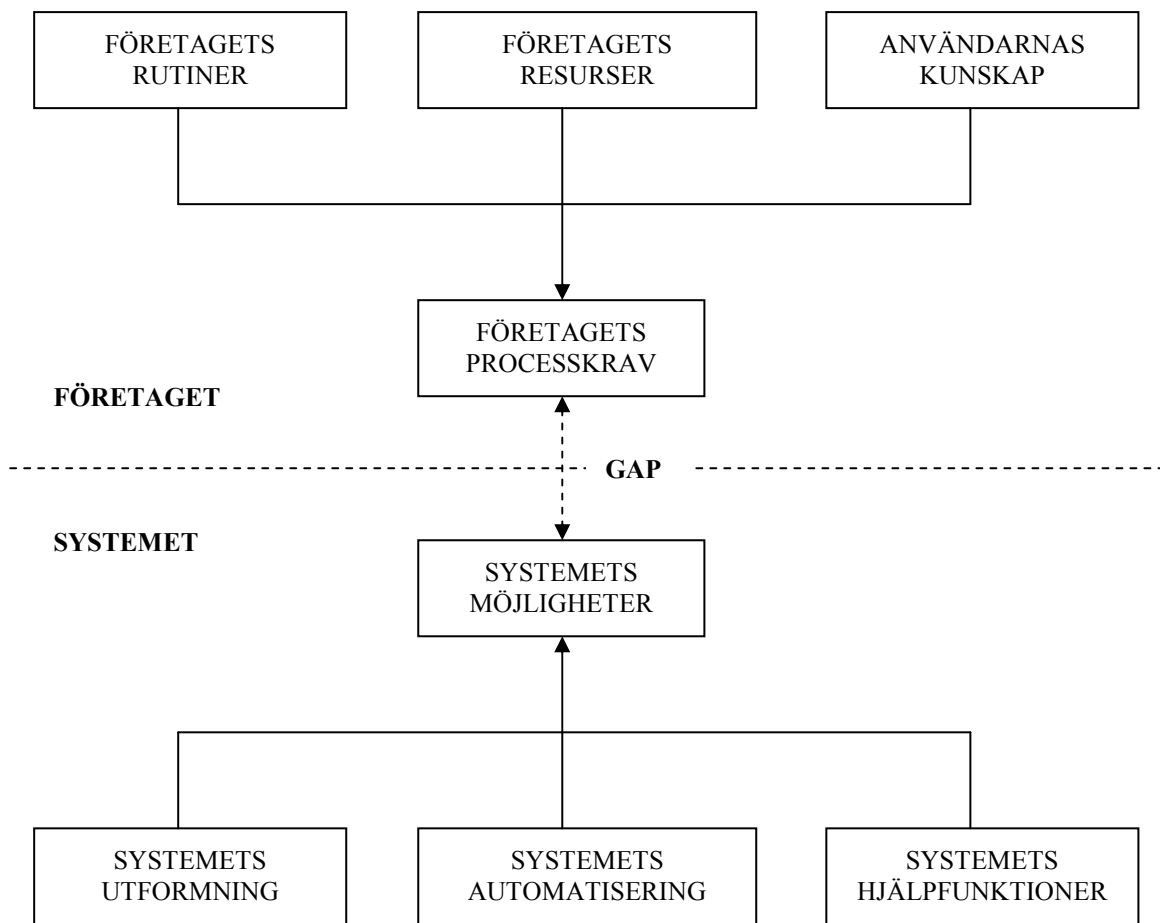 FÖRETAGETS
RUTINER
FÖRETAGETS
RESURSER
ANVÄNDARNAS
KUNSKAP
FÖRETAGETS
PROCESSKRAV
FÖRETAGET
GAP
SYSTEMET
SYSTEMETS
MÖJLIGHETER
SYSTEMETS
UTFORMNING
SYSTEMETS
AUTOMATISERING
SYSTEMETS
HJÄLPFUNKTIONER